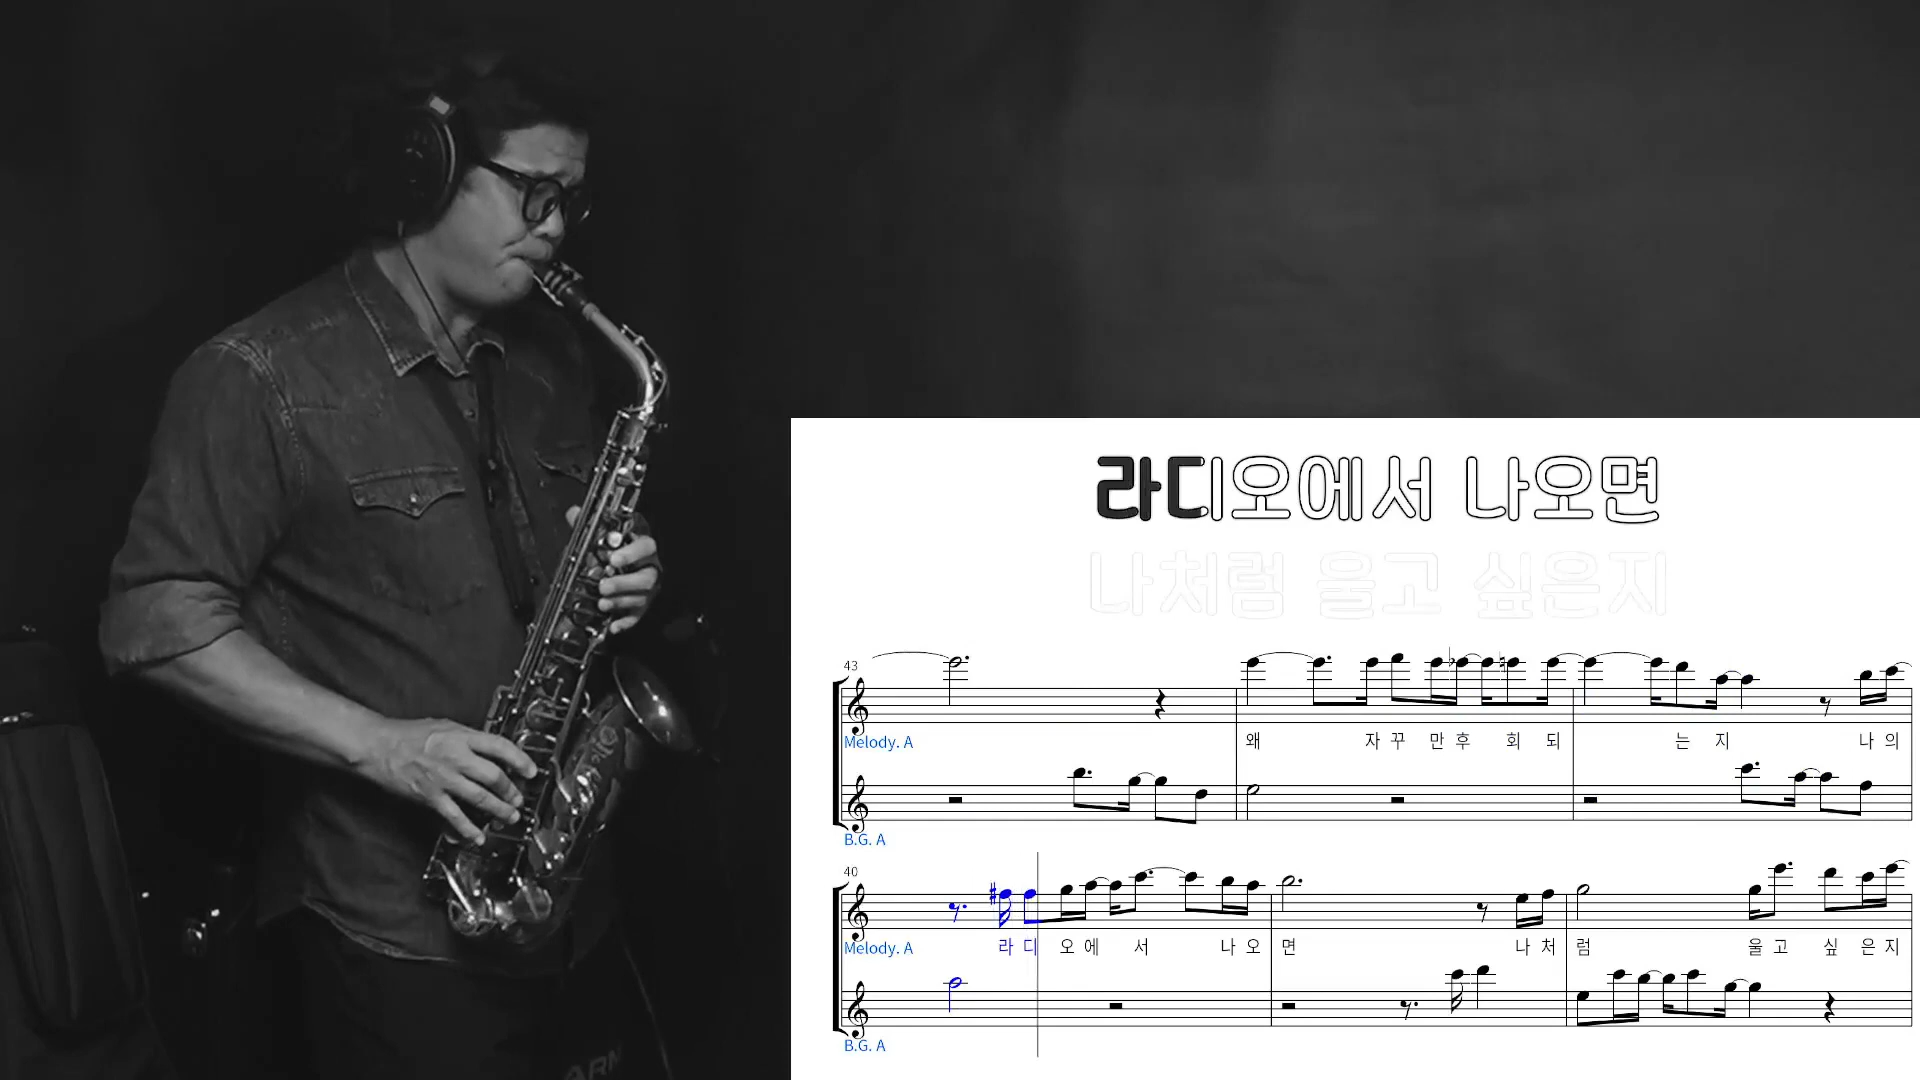 라디오에서 나오면
나처럼 울고 싶은지
43
Melody. A 왜 자 꾸 만 후 회 되 는 지 나 의
B.G. A
40
Melody. A 라 디 오 에 서 나 오 면 나 처 럼 울 고 싶 은 지
B.G. A